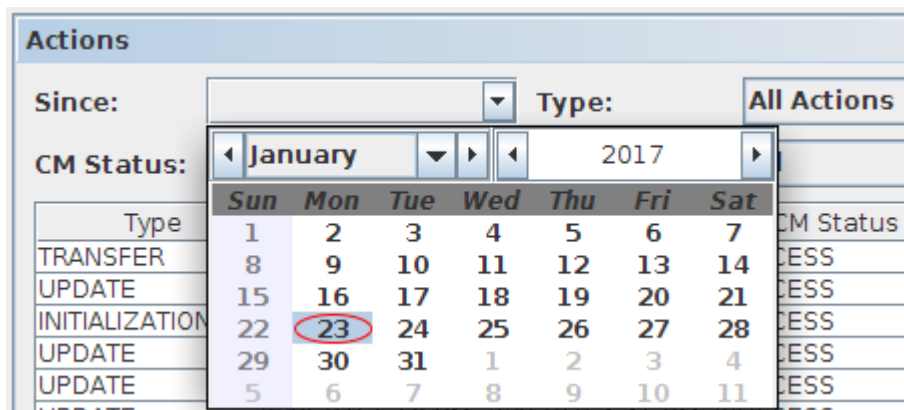 Actions
Since: Type: All Actions
CM Status: January 2017
Type Sun Mon Tue Wed Thu Fri Sat CM Status
TRANSFER 1 2 3 4 5 6 7 CESS
UPDATE 8 9 10 11 12 13 14 CESS
INITIALIZATION 15 16 17 18 19 20 21 CESS
UPDATE 22 23 24 25 26 27 28 CESS
UPDATE 29 30 31 1 2 3 4 CESS
5 6 7 8 9 10 11